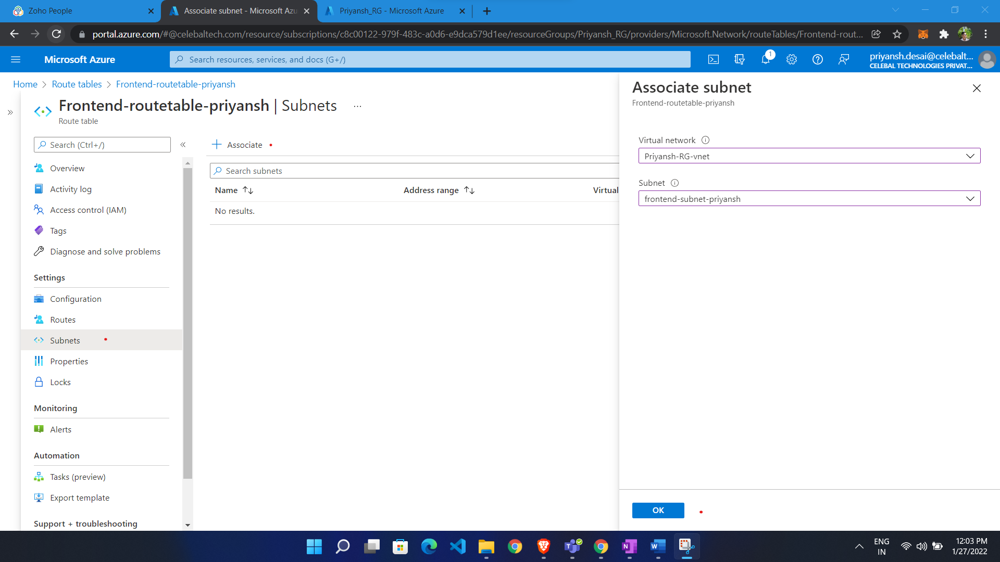 Zoho People
Associate subnet - Microsoft Azu
Priyansh_RG - Microsoft Azure
portal.azure.com/#@celebaltech.com/resource/subscriptions/c8c00122-979f-483c-a0d6-e9dca579d1ee/resourceGroups/Priyansh_RG/providers/Microsoft.Network/routeTables/Frontend-rout...
Microsoft Azure
Search resources, services, and docs (G+/)
1
priyansh.desai@celebalt...
CELEBAL TECHNOLOGIES PRIVAT...
Home > Route tables > Frontend-routetable-priyansh
Frontend-routetable-priyansh | Subnets ...
Route table
Search (Ctrl+/)
Overview
Activity log
Access control (IAM)
Tags
Diagnose and solve problems
Settings
Configuration
Routes
Subnets
Properties
Locks
Monitoring
Alerts
Automation
Tasks (preview)
Export template
Support + troubleshooting
+ Associate
Search subnets
Name Address range Virtual
No results.
Associate subnet
Frontend-routetable-priyansh
Virtual network
Priyansh-RG-vnet
Subnet
frontend-subnet-priyansh
OK
ENG
IN
12:03 PM
1/27/2022